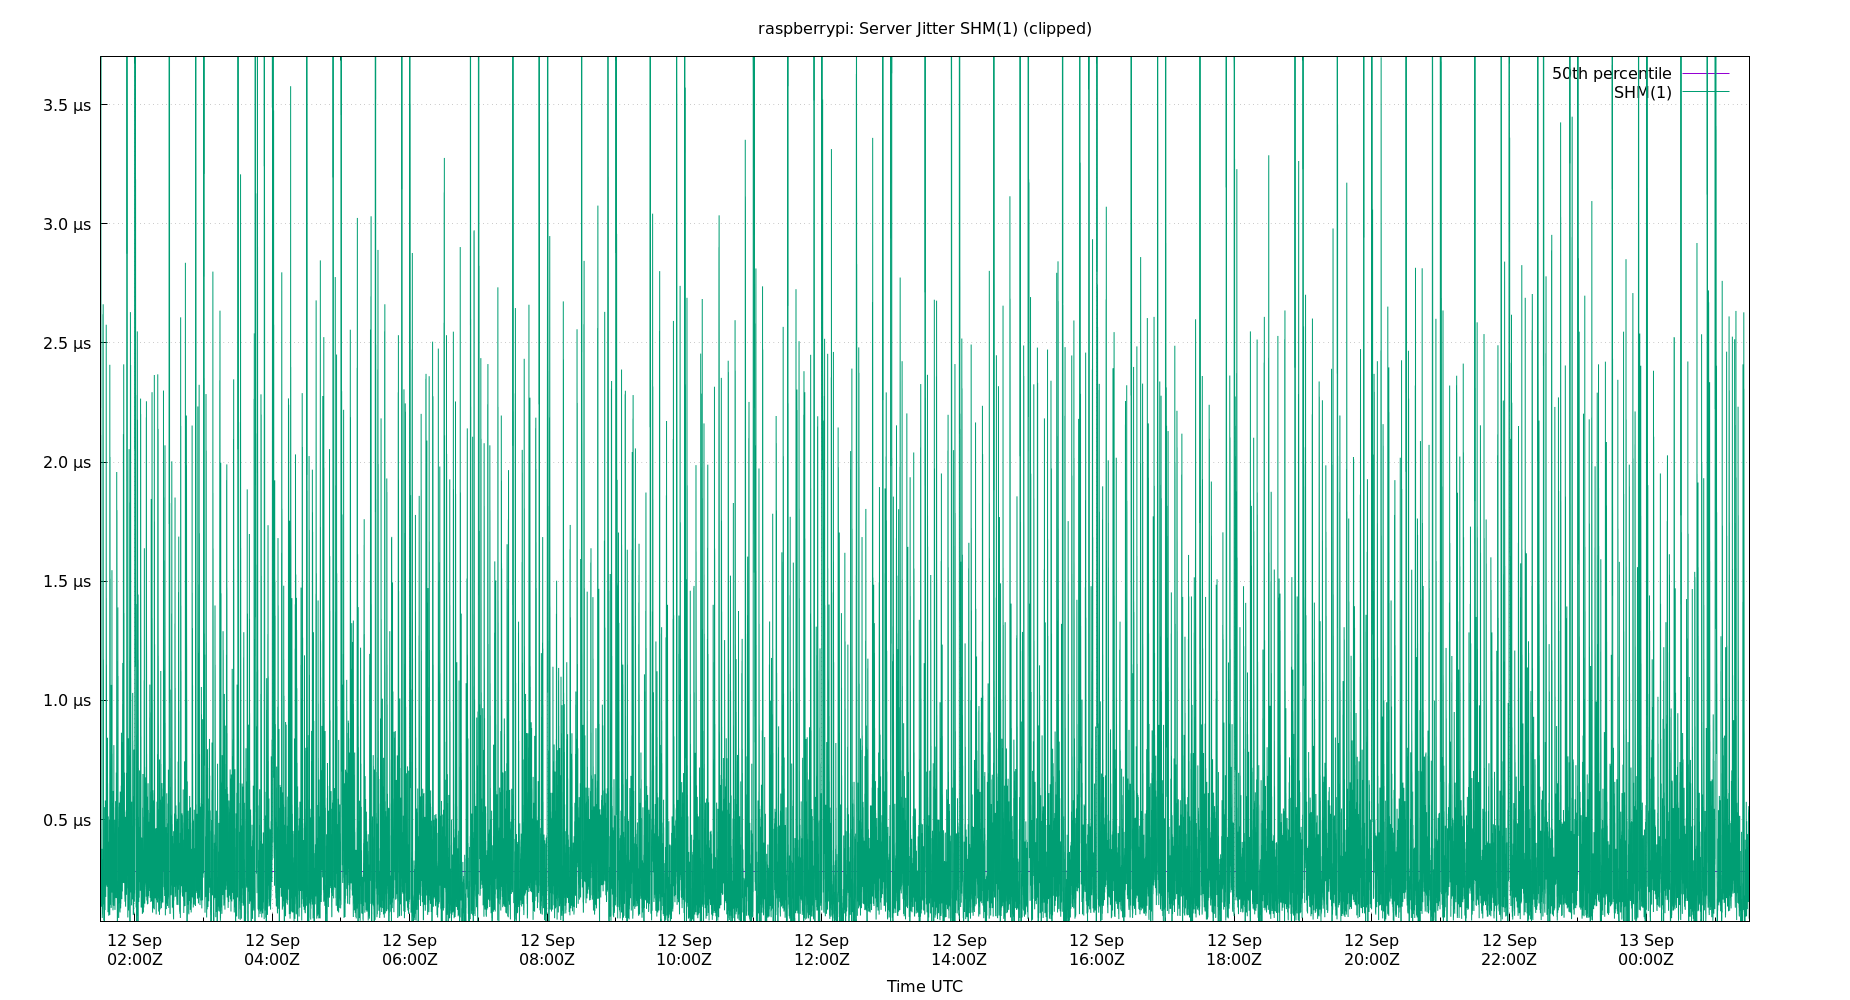 raspberrypi: Server Jitter SHM(1) (clipped)
50th percentile
SHM(1)
3.5 µs
3.0 µs
2.5 µs
2.0 µs
1.5 µs
1.0 µs
0.5 µs
12 Sep 12 Sep 12 Sep 12 Sep 12 Sep 12 Sep 12 Sep 12 Sep 12 Sep 12 Sep 12 Sep 13 Sep
02:00Z 04:00Z 06:00Z 08:00Z 10:00Z 12:00Z 14:00Z 16:00Z 18:00Z 20:00Z 22:00Z 00:00Z
Time UTC